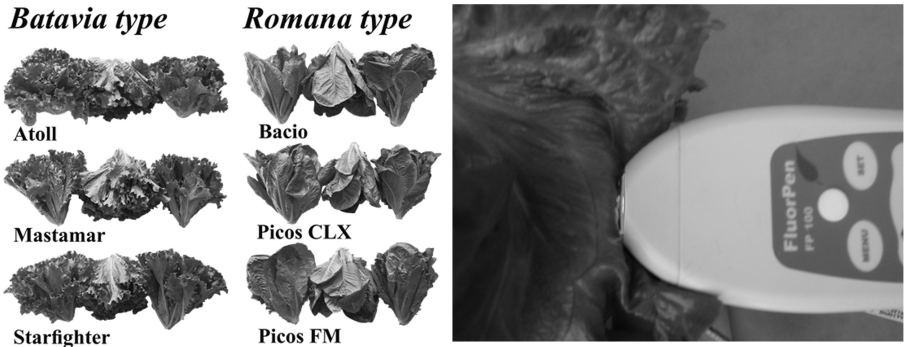 Batavia type
Romana type
Atoll
Bacio
Mastamar
Picos CLX
Starfighter
Picos FM
FluorPen
FP 100
SET
MENU